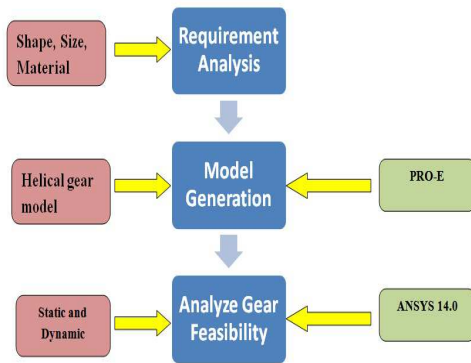 Shape, Size,
Material
Requirement
Analysis
Helical gear
model
Model
Generation
PRO-E
Static and
Dynamic
Analyze Gear
Feasibility
ANSYS 14.0